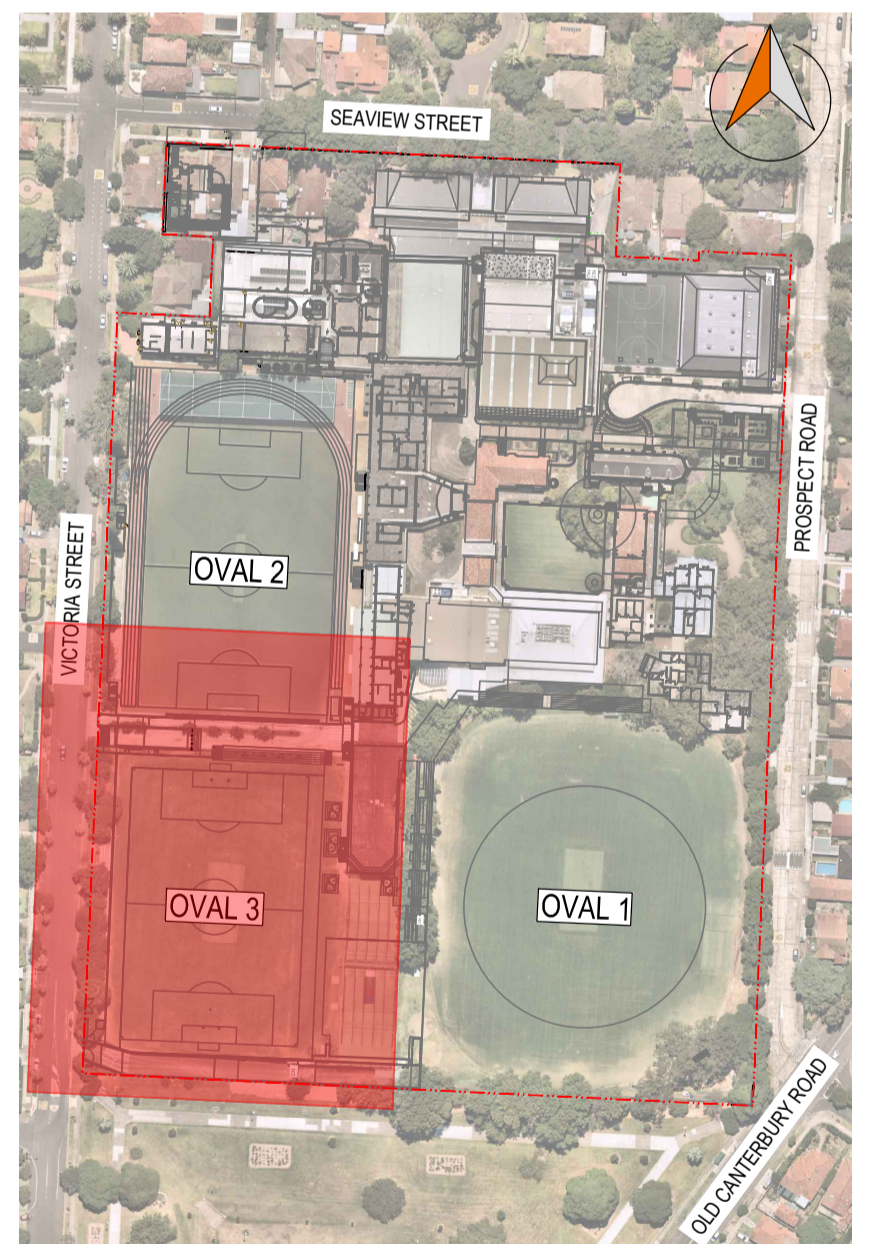 SEAVIEW STREET
PROSPECT ROAD
VICTORIA STREET
OVAL 2
OVAL 3
OVAL 1
OLD CANTERBURY ROAD